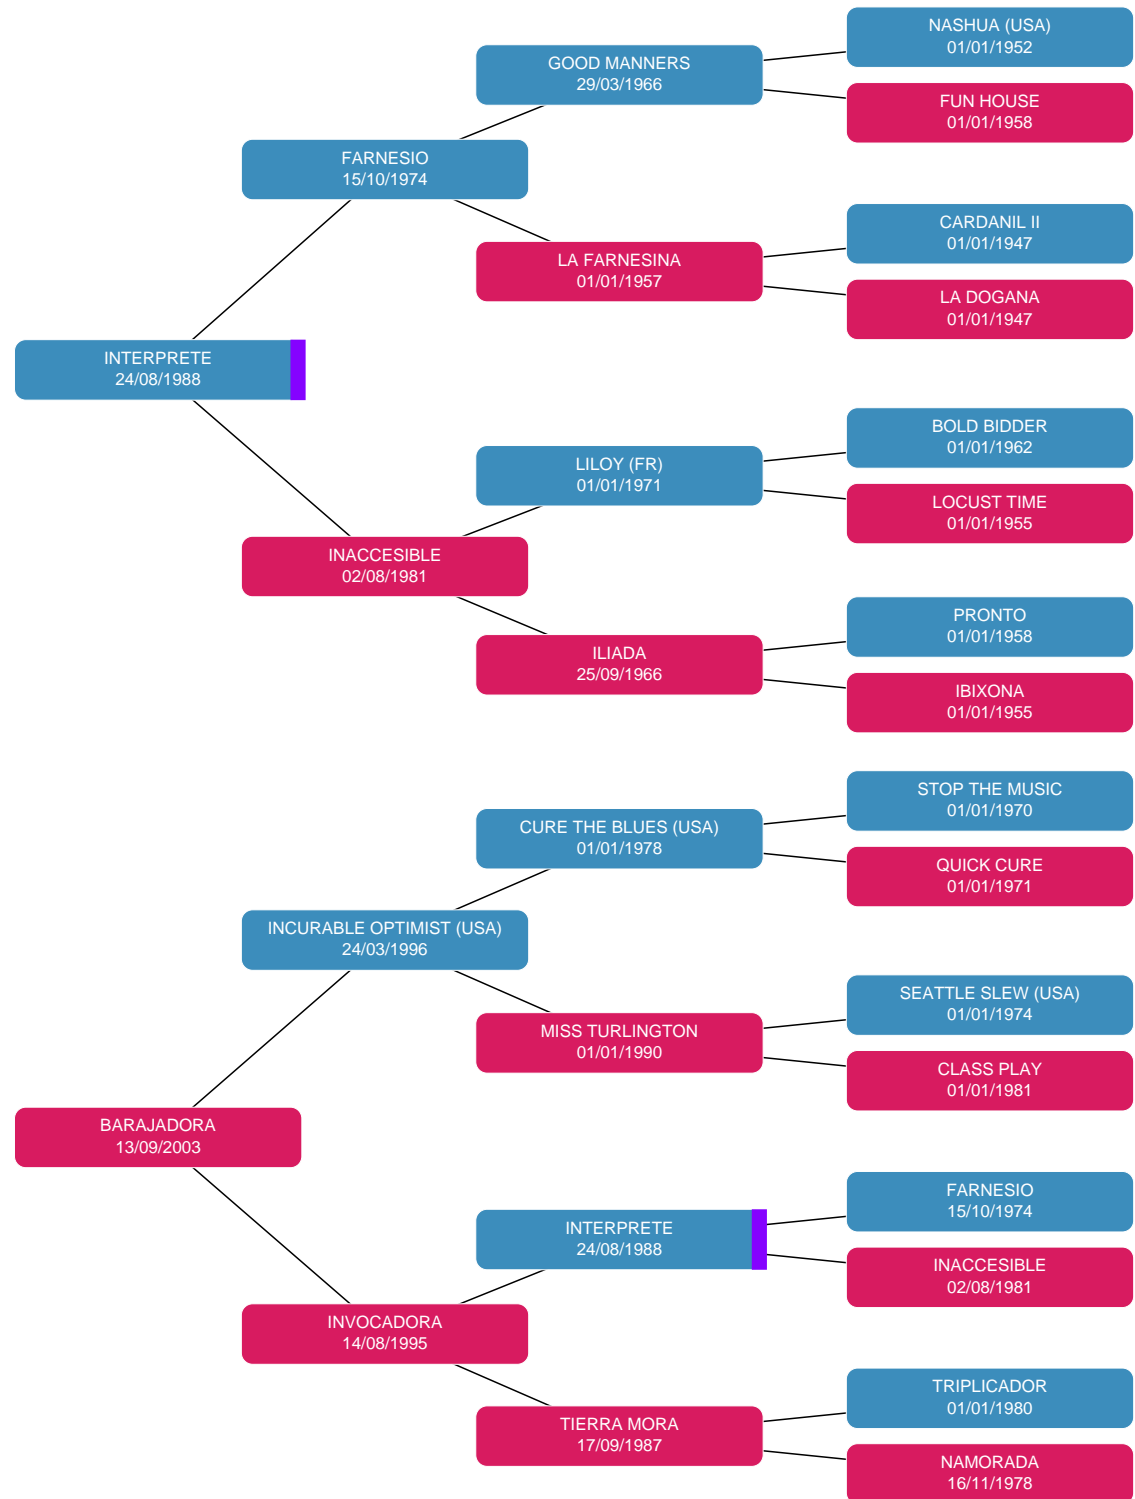 NASHUA (USA)
01/01/1952
GOOD MANNERS
29/03/1966
FUN HOUSE
01/01/1958
FARNESIO
15/10/1974
CARDANIL II
01/01/1947
LA FARNESINA
01/01/1957
LA DOGANA
01/01/1947
INTERPRETE
24/08/1988
BOLD BIDDER
01/01/1962
LILOY (FR)
01/01/1971
LOCUST TIME
01/01/1955
INACCESIBLE
02/08/1981
PRONTO
01/01/1958
ILIADA
25/09/1966
IBIXONA
01/01/1955
STOP THE MUSIC
01/01/1970
CURE THE BLUES (USA)
01/01/1978
QUICK CURE
01/01/1971
INCURABLE OPTIMIST (USA)
24/03/1996
SEATTLE SLEW (USA)
01/01/1974
MISS TURLINGTON
01/01/1990
CLASS PLAY
01/01/1981
BARAJADORA
13/09/2003
FARNESIO
15/10/1974
INTERPRETE
24/08/1988
INACCESIBLE
02/08/1981
INVOCADORA
14/08/1995
TRIPLICADOR
01/01/1980
TIERRA MORA
17/09/1987
NAMORADA
16/11/1978